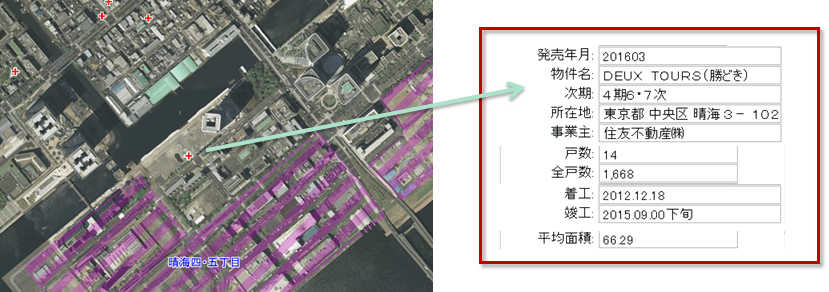 晴海四・五丁目
発売年月: 201603
物件名: ＤＥＵＸ ＴＯＵＲＳ（勝どき）
次期: ４期６・７次
所在地: 東京都 中央区 晴海３－ １０２
事業主: 住友不動産㈱
戸数: 14
全戸数: 1,668
着工: 2012.12.18
竣工: 2015.09.00下旬
平均面積: 66.29